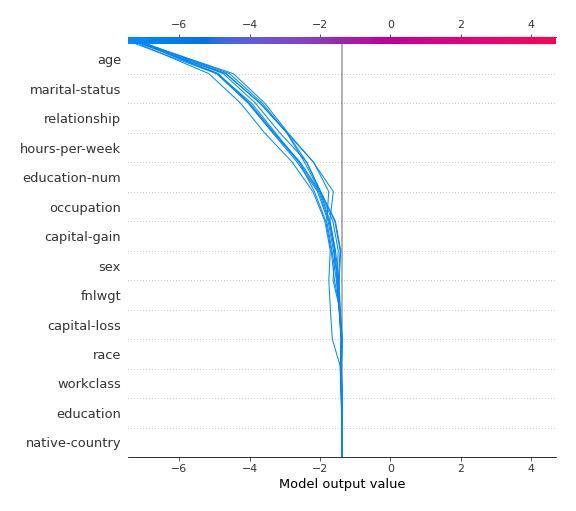 −6 −4 −2 0 2 4
age
marital-status
relationship
hours-per-week
education-num
occupation
capital-gain
sex
fnlwgt
capital-loss
race
workclass
education
native-country
−6 −4 −2 0 2 4
Model output value